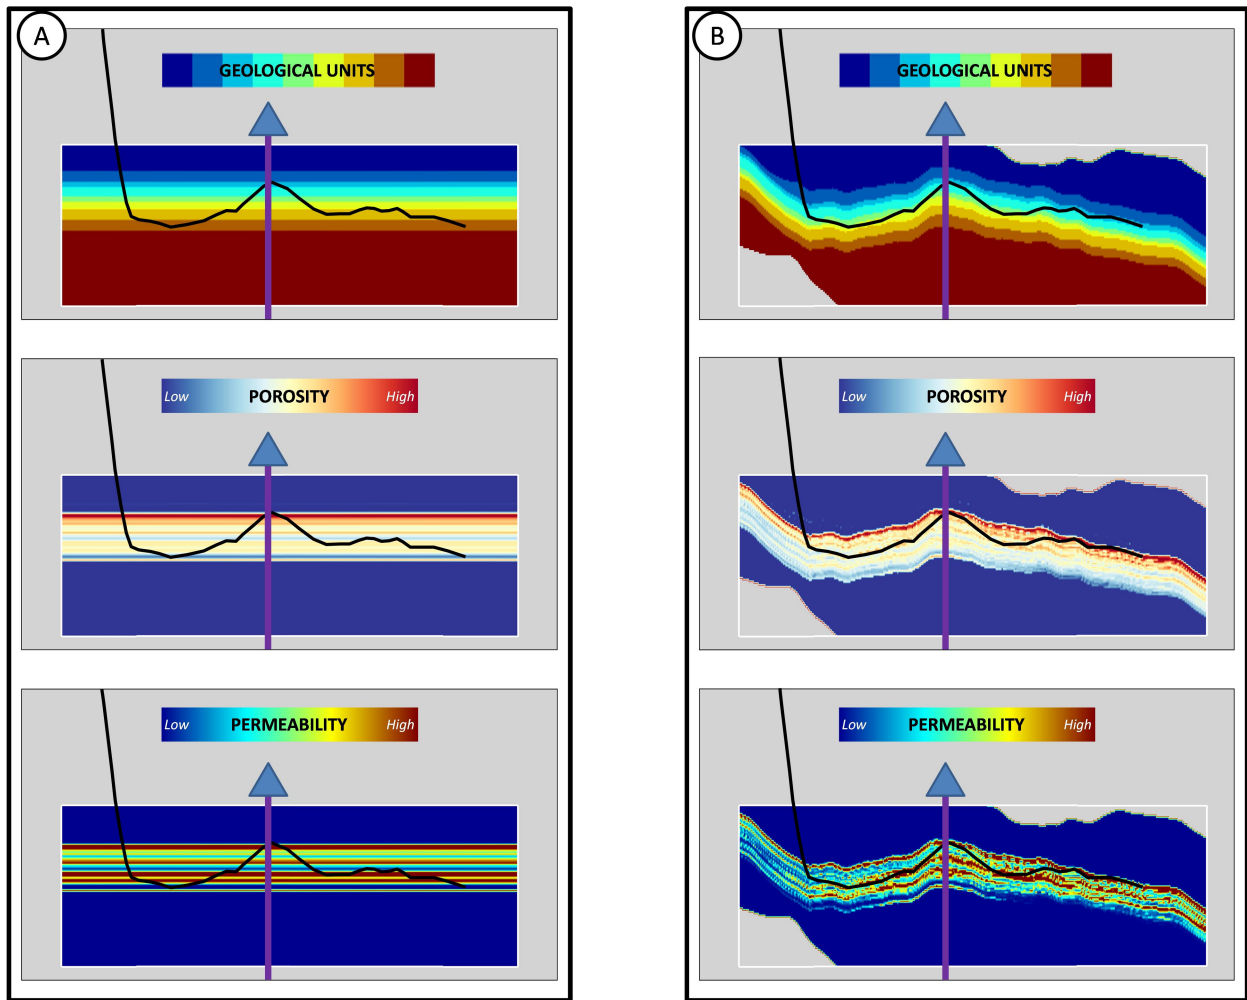 A
GEOLOGICAL UNITS
Low POROSITY High
Low PERMEABILITY High
B
GEOLOGICAL UNITS
Low POROSITY High
Low PERMEABILITY High